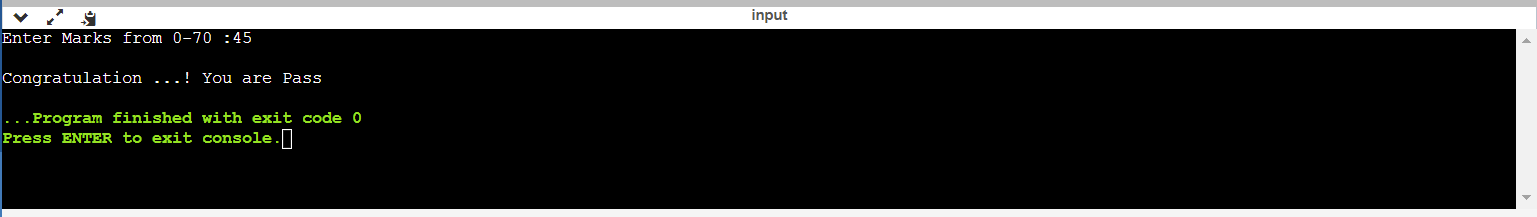 input
Enter Marks from 0-70 :45
Congratulation ...! You are Pass
...Program finished with exit code 0
Press ENTER to exit console.